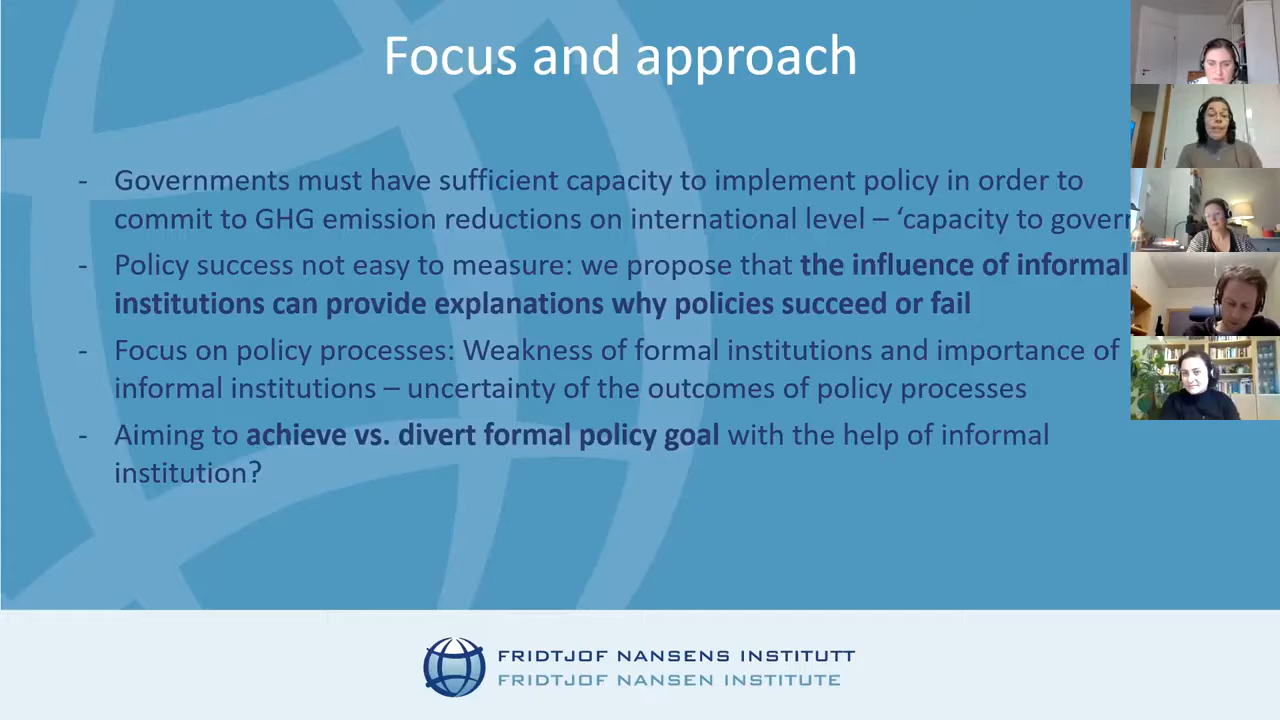 Focus and approach
- Governments must have sufficient capacity to implement policy in order to
commit to GHG emission reductions on international level – ‘capacity to govern
- Policy success not easy to measure: we propose that the influence of informal
institutions can provide explanations why policies succeed or fail
- Focus on policy processes: Weakness of formal institutions and importance of
informal institutions – uncertainty of the outcomes of policy processes
- Aiming to achieve vs. divert formal policy goal with the help of informal
institution?
FRIDTJOF NANSENS INSTITUTT
FRIDTJOF NANSEN INSTITUTE